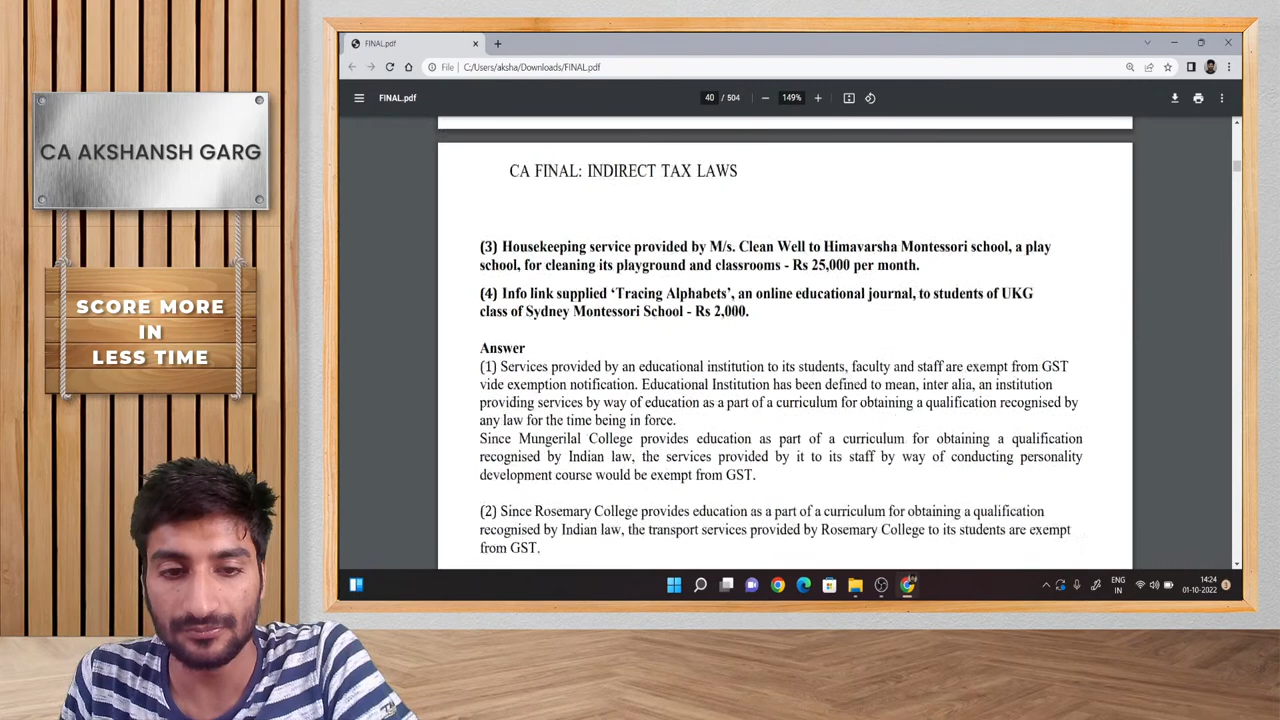 CA AKSHANSH GARG
SCORE MORE
IN
LESS TIME
FINAL.pdf
File
C:/Users/aksha/Downloads/FINAL.pdf
FINAL.pdf
40 / 504
149%
CA FINAL: INDIRECT TAX LAWS
(3) Housekeeping service provided by M/s. Clean Well to Himavarsha Montessori school, a play
school, for cleaning its playground and classrooms - Rs 25,000 per month.
(4) Info link supplied ‘Tracing Alphabets’, an online educational journal, to students of UKG
class of Sydney Montessori School - Rs 2,000.
Answer
(1) Services provided by an educational institution to its students, faculty and staff are exempt from GST
vide exemption notification. Educational Institution has been defined to mean, inter alia, an institution
providing services by way of education as a part of a curriculum for obtaining a qualification recognised by
any law for the time being in force.
Since Mungerilal College provides education as part of a curriculum for obtaining a qualification
recognised by Indian law, the services provided by it to its staff by way of conducting personality
development course would be exempt from GST.
(2) Since Rosemary College provides education as a part of a curriculum for obtaining a qualification
recognised by Indian law, the transport services provided by Rosemary College to its students are exempt
from GST.
ENG
IN
14:24
01-10-2022